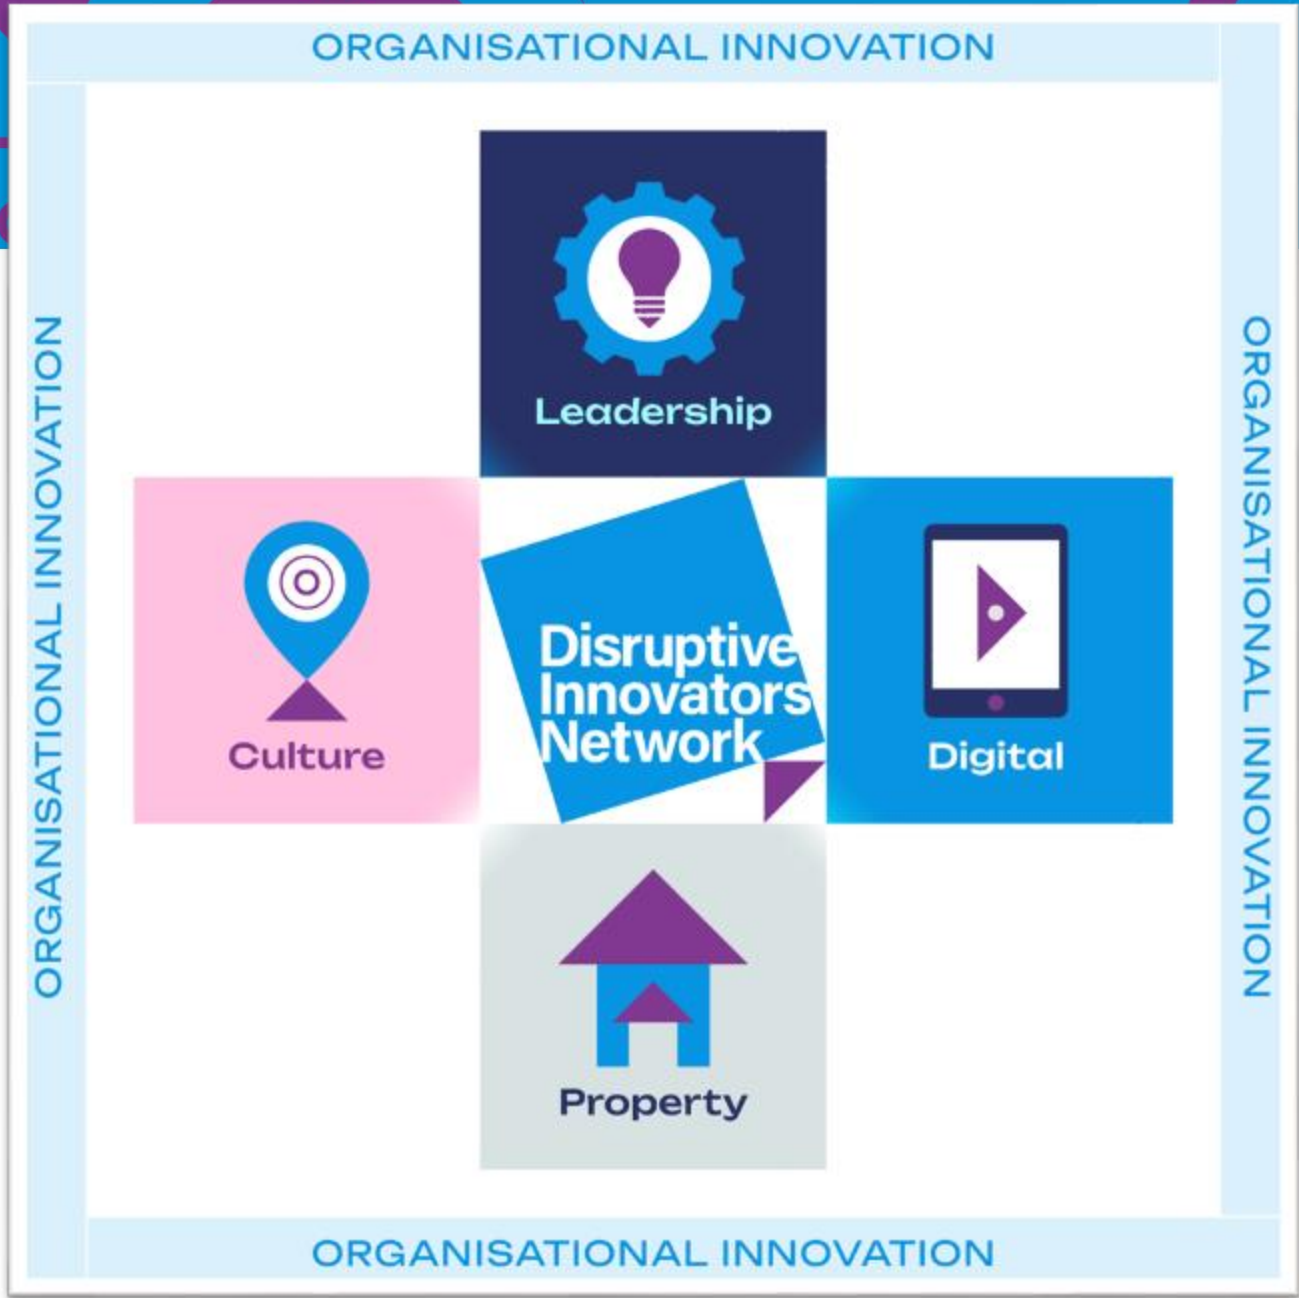 ORGANISATIONAL INNOVATION
ORGANISATIONAL INNOVATION
Leadership
Culture
Disruptive
Innovators
Network
Digital
Property
ORGANISATIONAL INNOVATION
ORGANISATIONAL INNOVATION